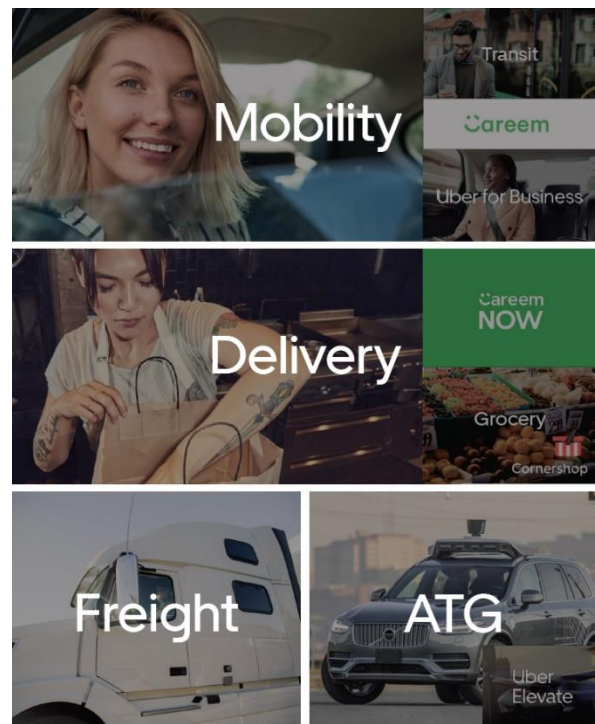 Mobility
Transit
Careem
Uber for Business
Delivery
Careem
NOW
Grocery
Cornershop
Freight
ATG
Uber
Elevate